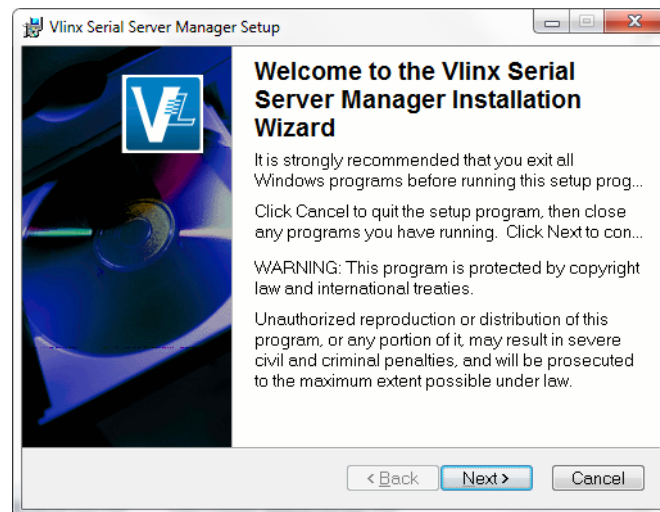 Vlinx Serial Server Manager Setup
VL
Welcome to the Vlinx Serial
Server Manager Installation
Wizard
It is strongly recommended that you exit all
Windows programs before running this setup prog...
Click Cancel to quit the setup program, then close
any programs you have running. Click Next to con...
WARNING: This program is protected by copyright
law and international treaties.
Unauthorized reproduction or distribution of this
program, or any portion of it, may result in severe
civil and criminal penalties, and will be prosecuted
to the maximum extent possible under law.
< Back Next > Cancel